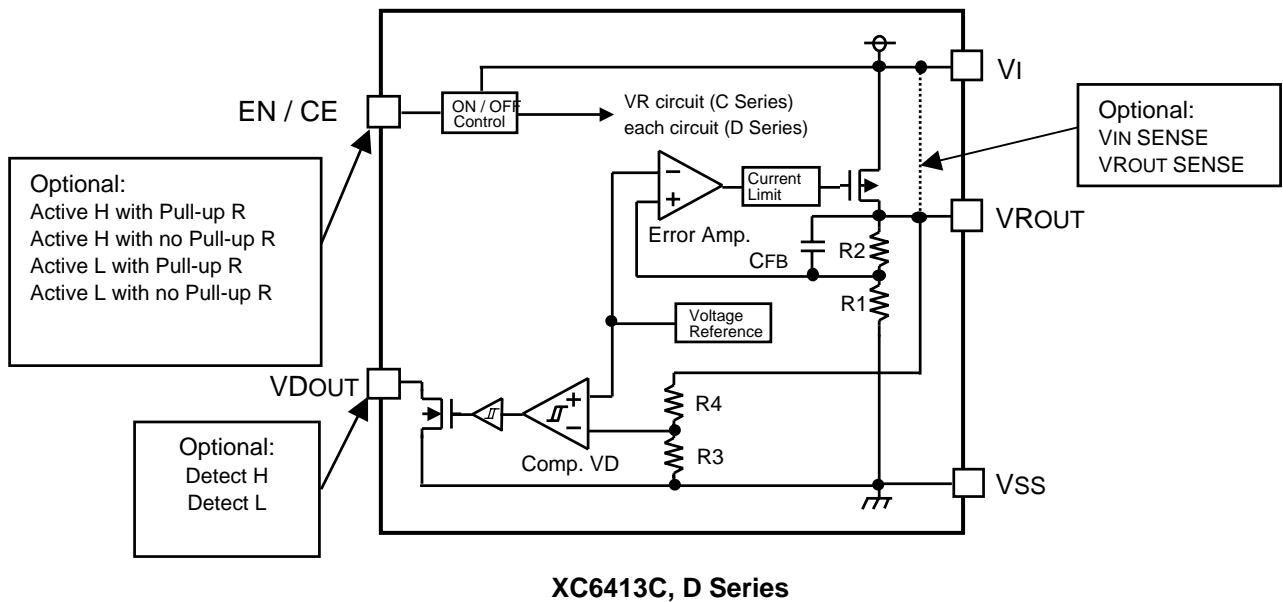 VI
EN / CE
ON / OFF
Control
VR circuit (C Series)
each circuit (D Series)
Optional:
VIN SENSE
VROUT SENSE
Optional:
Active H with Pull-up R
Active H with no Pull-up R
Active L with Pull-up R
Active L with no Pull-up R
−
+
Error Amp.
Current
Limit
VROUT
CFB
R2
R1
Voltage
Reference
VDOUT
+
−
Comp. VD
R4
R3
Optional:
Detect H
Detect L
VSS
XC6413C, D Series